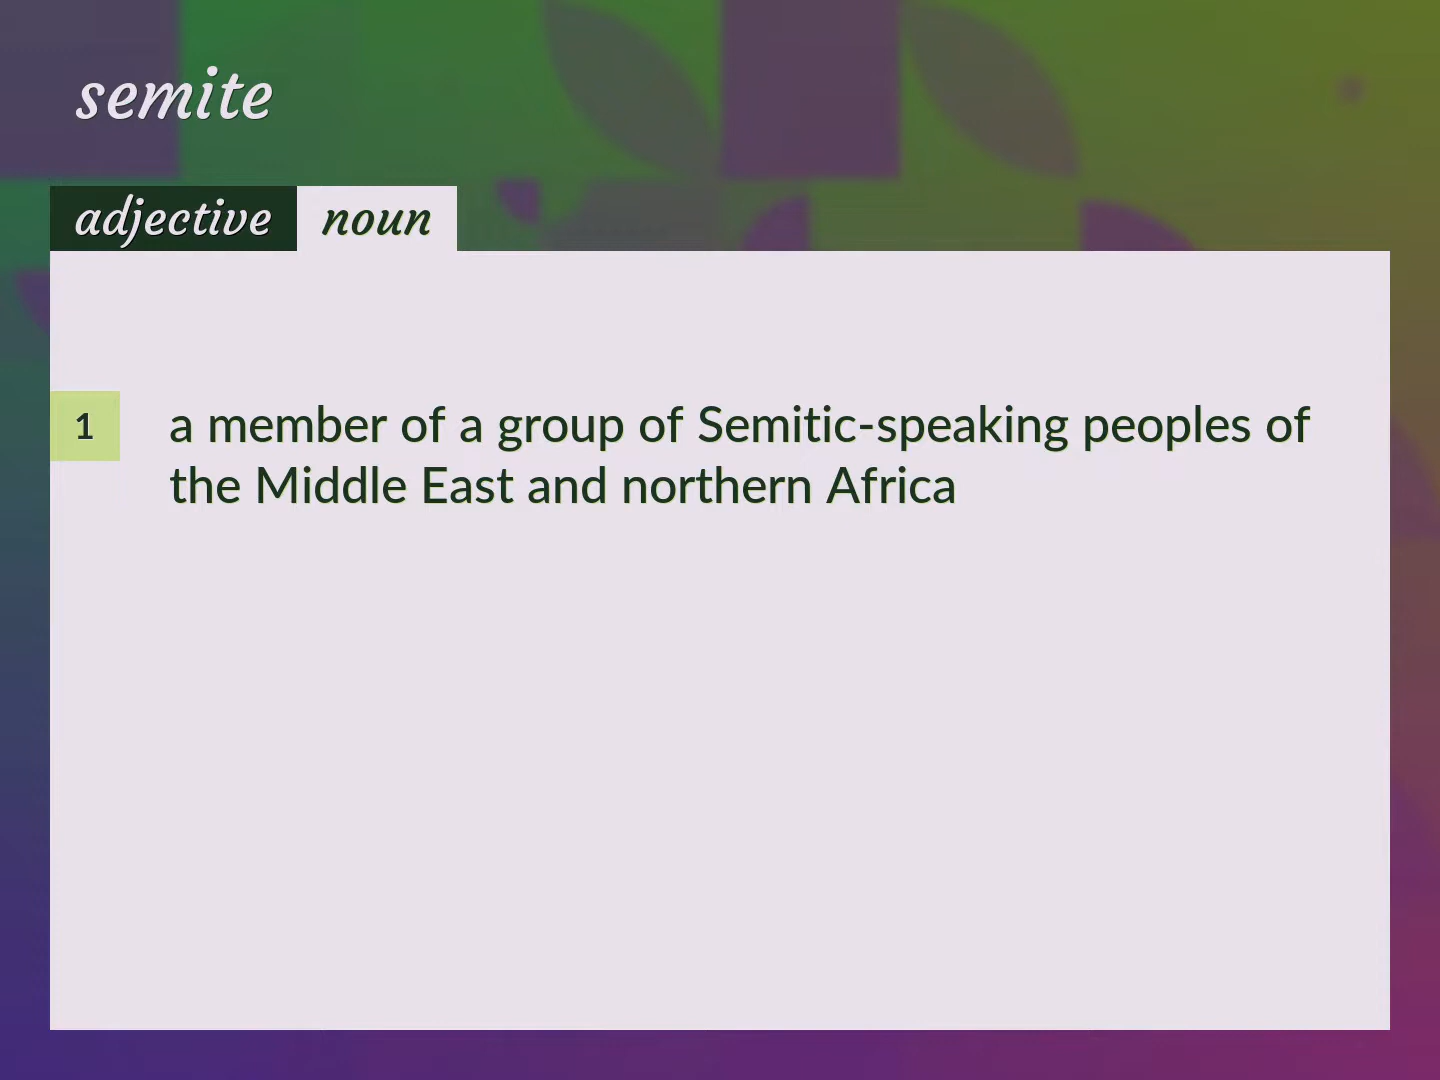 semite
adjective noun
1 a member of a group of Semitic-speaking peoples of
the Middle East and northern Africa